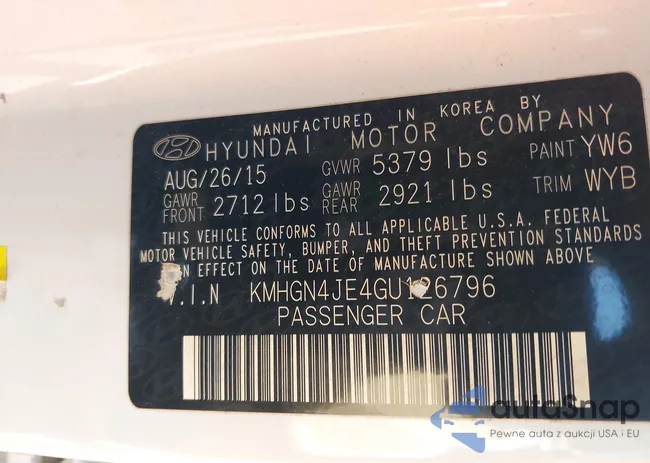 MANUFACTURED IN KOREA BY
HYUNDAI MOTOR COMPANY
AUG/26/15 GVWR 5379 lbs PAINT YW6
GAWR FRONT 2712 lbs GAWR REAR 2921 lbs TRIM WYB
THIS VEHICLE CONFORMS TO ALL APPLICABLE U.S.A. FEDERAL
MOTOR VEHICLE SAFETY, BUMPER, AND THEFT PREVENTION STANDARDS
IN EFFECT ON THE DATE OF MANUFACTURE SHOWN ABOVE
V.I.N KMHGN4JE4GU126796
PASSENGER CAR
autoSnap
Pewne auta z aukcji USA i EU